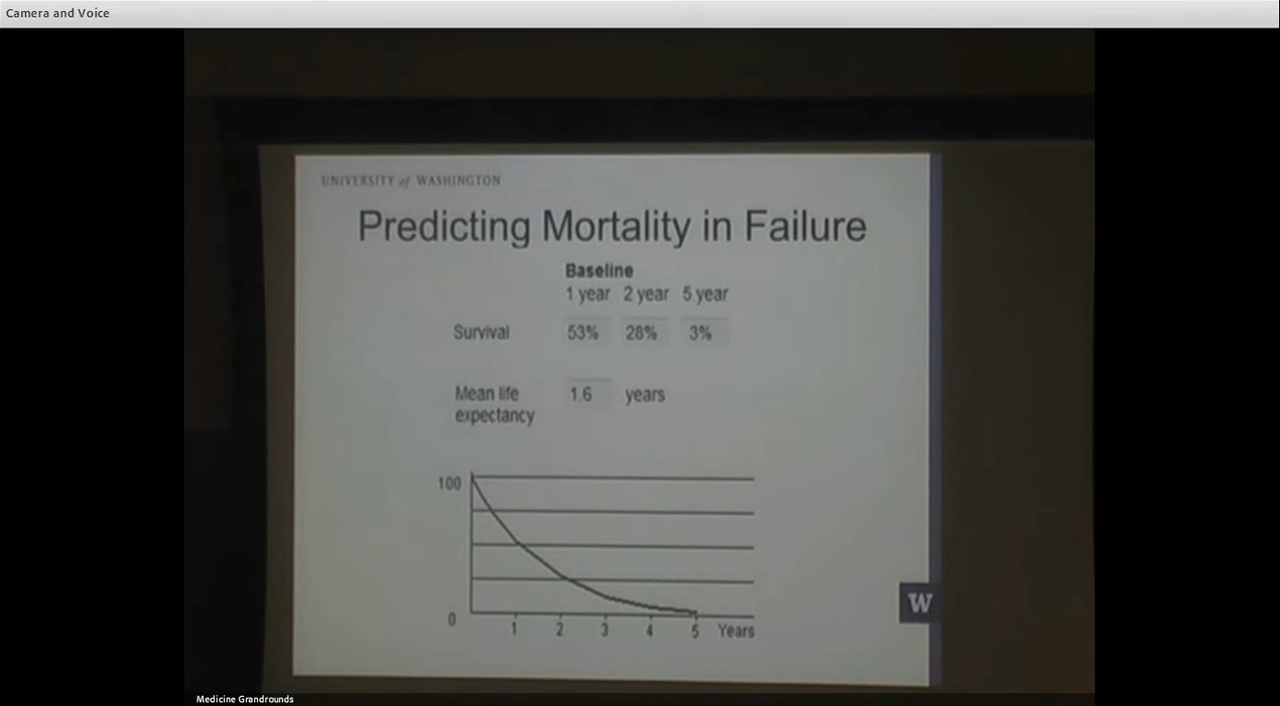 Camera and Voice
UNIVERSITY of WASHINGTON
Predicting Mortality in Failure
Baseline
1 year 2 year 5 year
Survival 53% 28% 3%
Mean life 1.6 years
expectancy
100
0
1 2 3 4 5 Years
W
Medicine Grandrounds